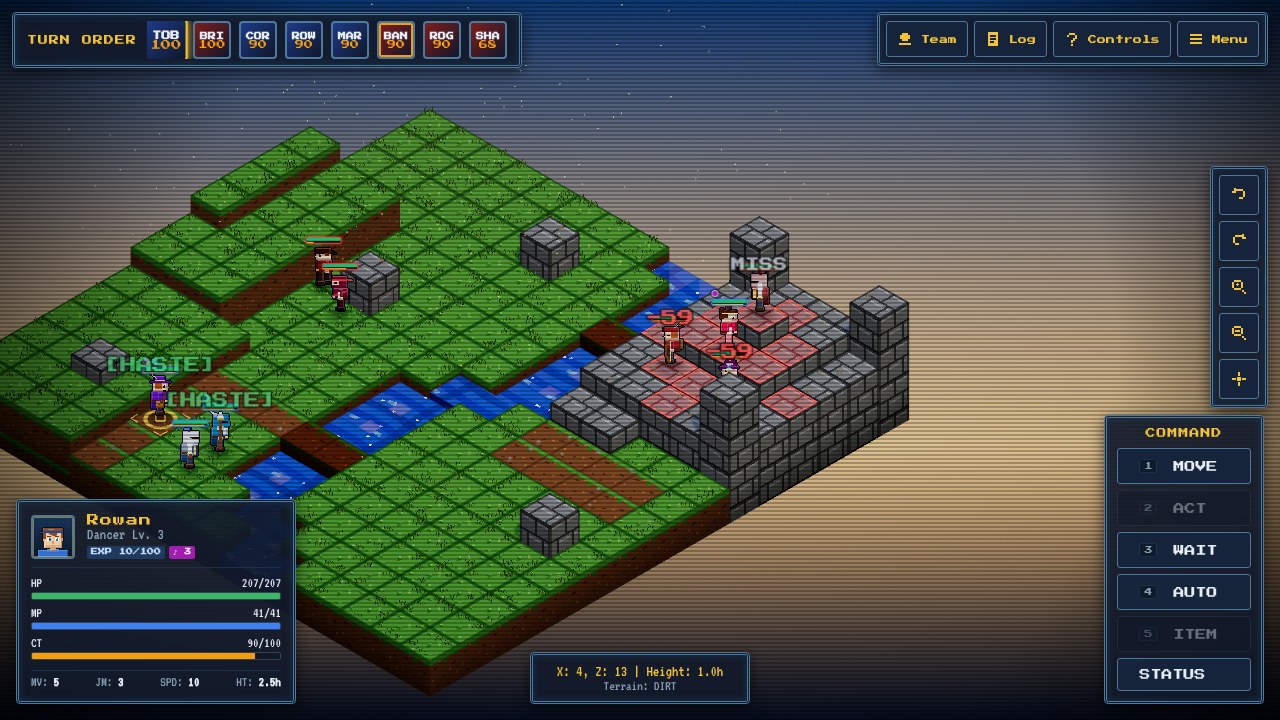 TURN ORDER
TOB 100
BRI 100
COR 90
ROW 90
MAR 90
BAN 90
ROG 90
SHA 68
Team
Log
? Controls
Menu
MISS
-59
-59
[HASTE]
[HASTE]
COMMAND
1 MOVE
2 ACT
3 WAIT
4 AUTO
5 ITEM
STATUS
Rowan
Dancer Lv. 3
EXP 10/100 ♪ 3
HP 207/207
MP 41/41
CT 90/100
MV: 5 JM: 3 SPD: 10 HT: 2.5h
X: 4, Z: 13 | Height: 1.0h
Terrain: DIRT